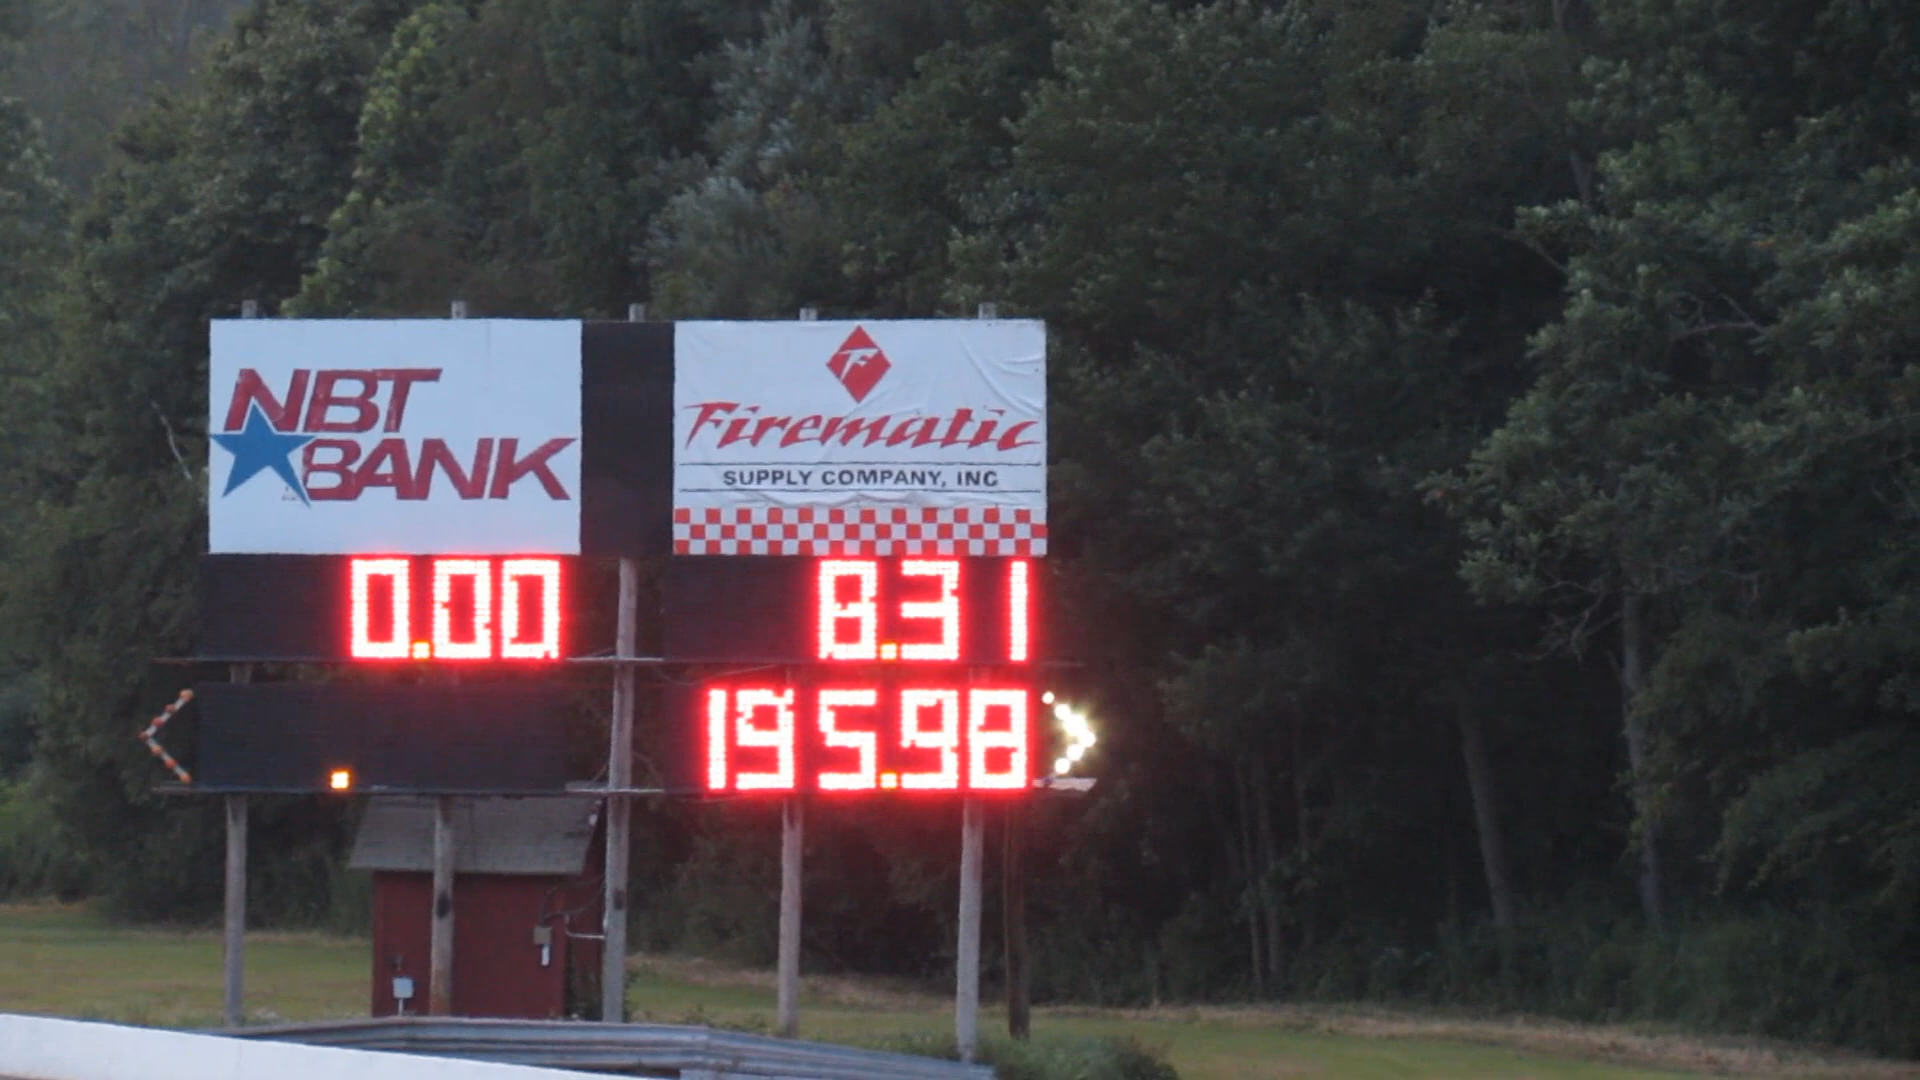 NBT
BANK
F
Firematic
SUPPLY COMPANY, INC
0.00
8.31
195.98